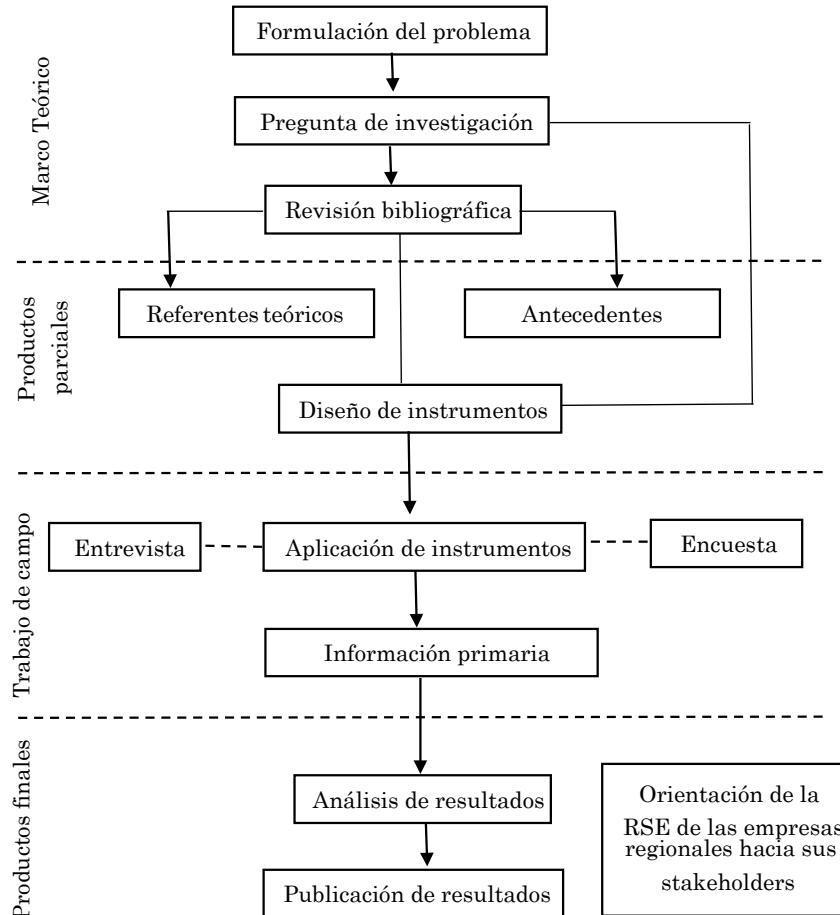 Formulación del problema
Marco Teórico
Pregunta de investigación
Revisión bibliográfica
Productos
parciales
Referentes teóricos
Antecedentes
Diseño de instrumentos
Trabajo de campo
Entrevista
Aplicación de instrumentos
Encuesta
Información primaria
Productos finales
Análisis de resultados
Publicación de resultados
Orientación de la
RSE de las empresas
regionales hacia sus
stakeholders